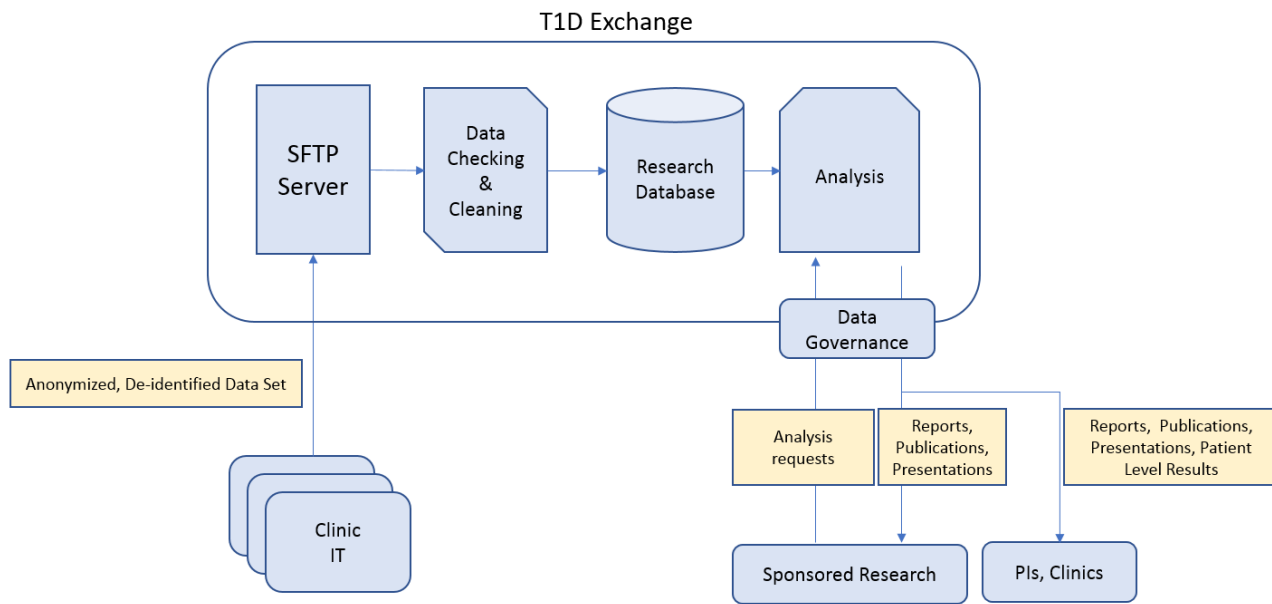 T1D Exchange
SFTP
Server
Data
Checking
&
Cleaning
Research
Database
Analysis
Data
Governance
Anonymized, De-identified Data Set
Analysis
requests
Reports,
Publications,
Presentations
Reports, Publications,
Presentations, Patient
Level Results
Clinic
IT
Sponsored Research
PIs, Clinics